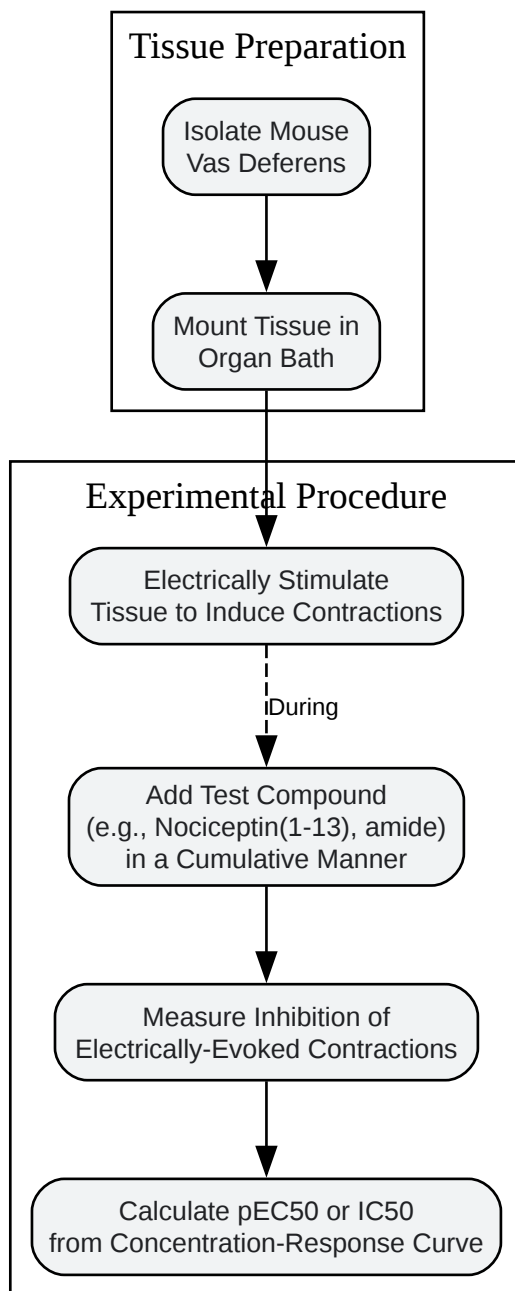 Tissue Preparation
Isolate Mouse
Vas Deferens
Mount Tissue in
Organ Bath
Experimental Procedure
Electrically Stimulate
Tissue to Induce Contractions
During
Add Test Compound
(e.g., Nociceptin(1-13), amide)
in a Cumulative Manner
Measure Inhibition of
Electrically-Evoked Contractions
Calculate pEC50 or IC50
from Concentration-Response Curve